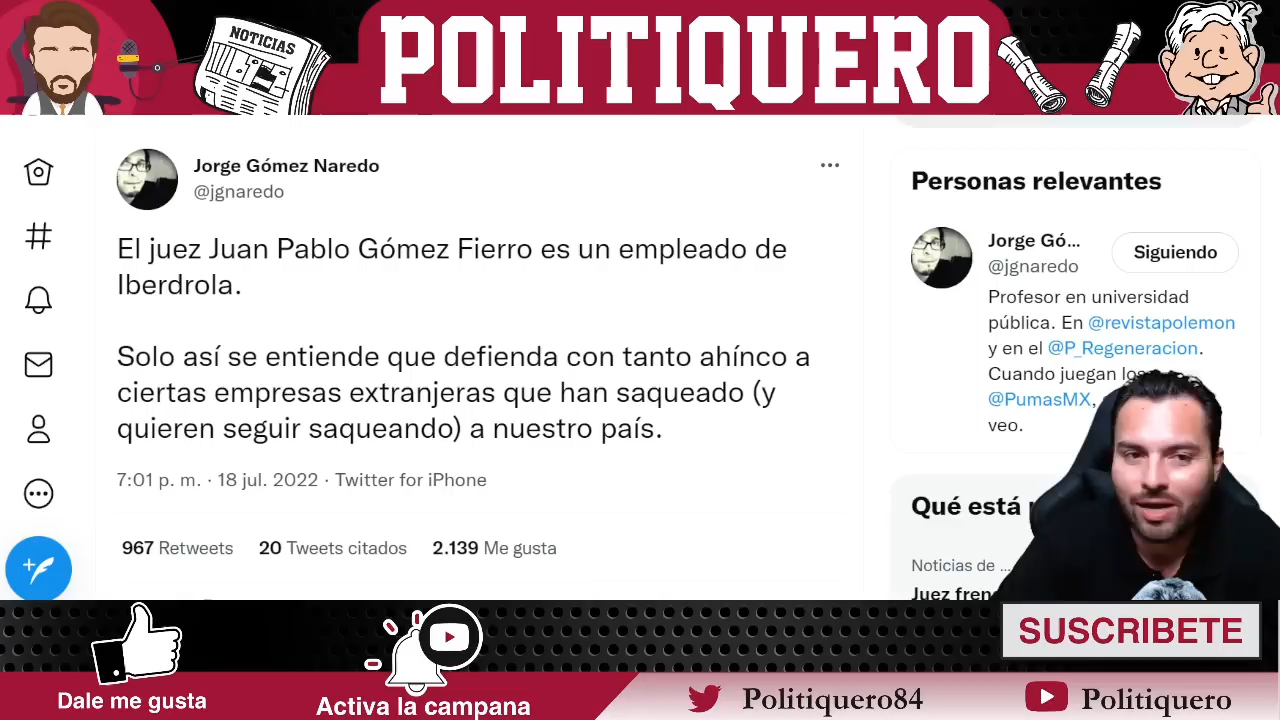 NOTICIAS
POLITIQUERO
Jorge Gómez Naredo
@jgnaredo
El juez Juan Pablo Gómez Fierro es un empleado de
Iberdrola.
Solo así se entiende que defienda con tanto ahínco a
ciertas empresas extranjeras que han saqueado (y
quieren seguir saqueando) a nuestro país.
7:01 p. m. · 18 jul. 2022 · Twitter for iPhone
967 Retweets 20 Tweets citados 2.139 Me gusta
Personas relevantes
Jorge Gó...
@jgnaredo
Siguiendo
Profesor en universidad
pública. En @revistapolemon
y en el @P_Regeneracion.
Cuando juegan los
@PumasMX,
veo.
Qué está
Noticias de ...
Juez fren
SUSCRIBETE
Dale me gusta
Activa la campana
Politiquero84
Politiquero